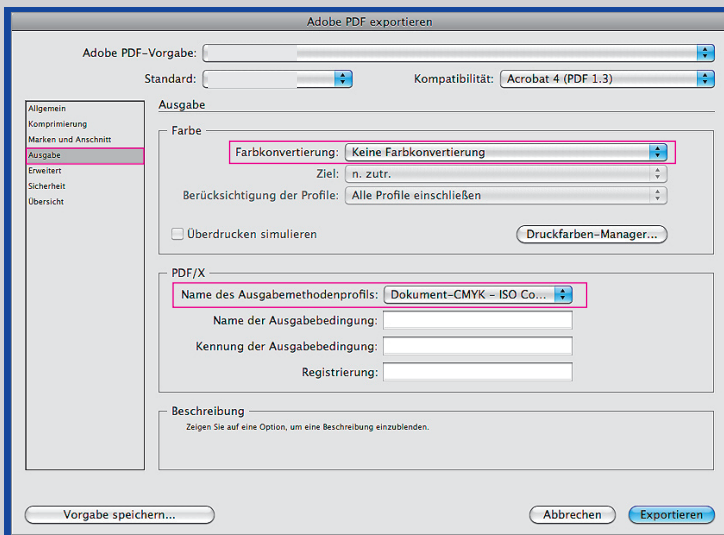 Adobe PDF exportieren
Adobe PDF-Vorgabe:
Standard: Kompatibilität: Acrobat 4 (PDF 1.3)
Allgemein
Komprimierung
Marken und Anschnitt
Ausgabe
Erweitert
Sicherheit
Übersicht
Ausgabe
Farbe
Farbkonvertierung: Keine Farbkonvertierung
Ziel: n. zutr.
Berücksichtigung der Profile: Alle Profile einschließen
Überdrucken simulieren Druckfarben-Manager...
PDF/X
Name des Ausgabemethodenprofils: Dokument-CMYK - ISO Co...
Name der Ausgabebedingung:
Kennung der Ausgabebedingung:
Registrierung:
Beschreibung
Zeigen Sie auf eine Option, um eine Beschreibung einzublenden.
Vorgabe speichern... Abbrechen Exportieren